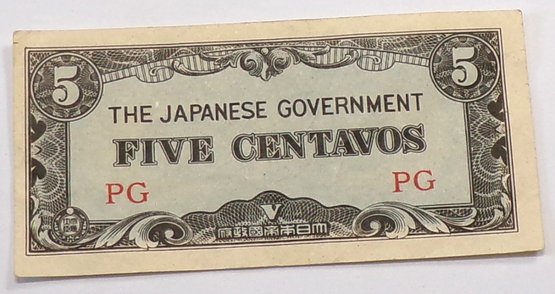 5 5
THE JAPANESE GOVERNMENT
FIVE CENTAVOS
PG PG
V
府政國帝本日大